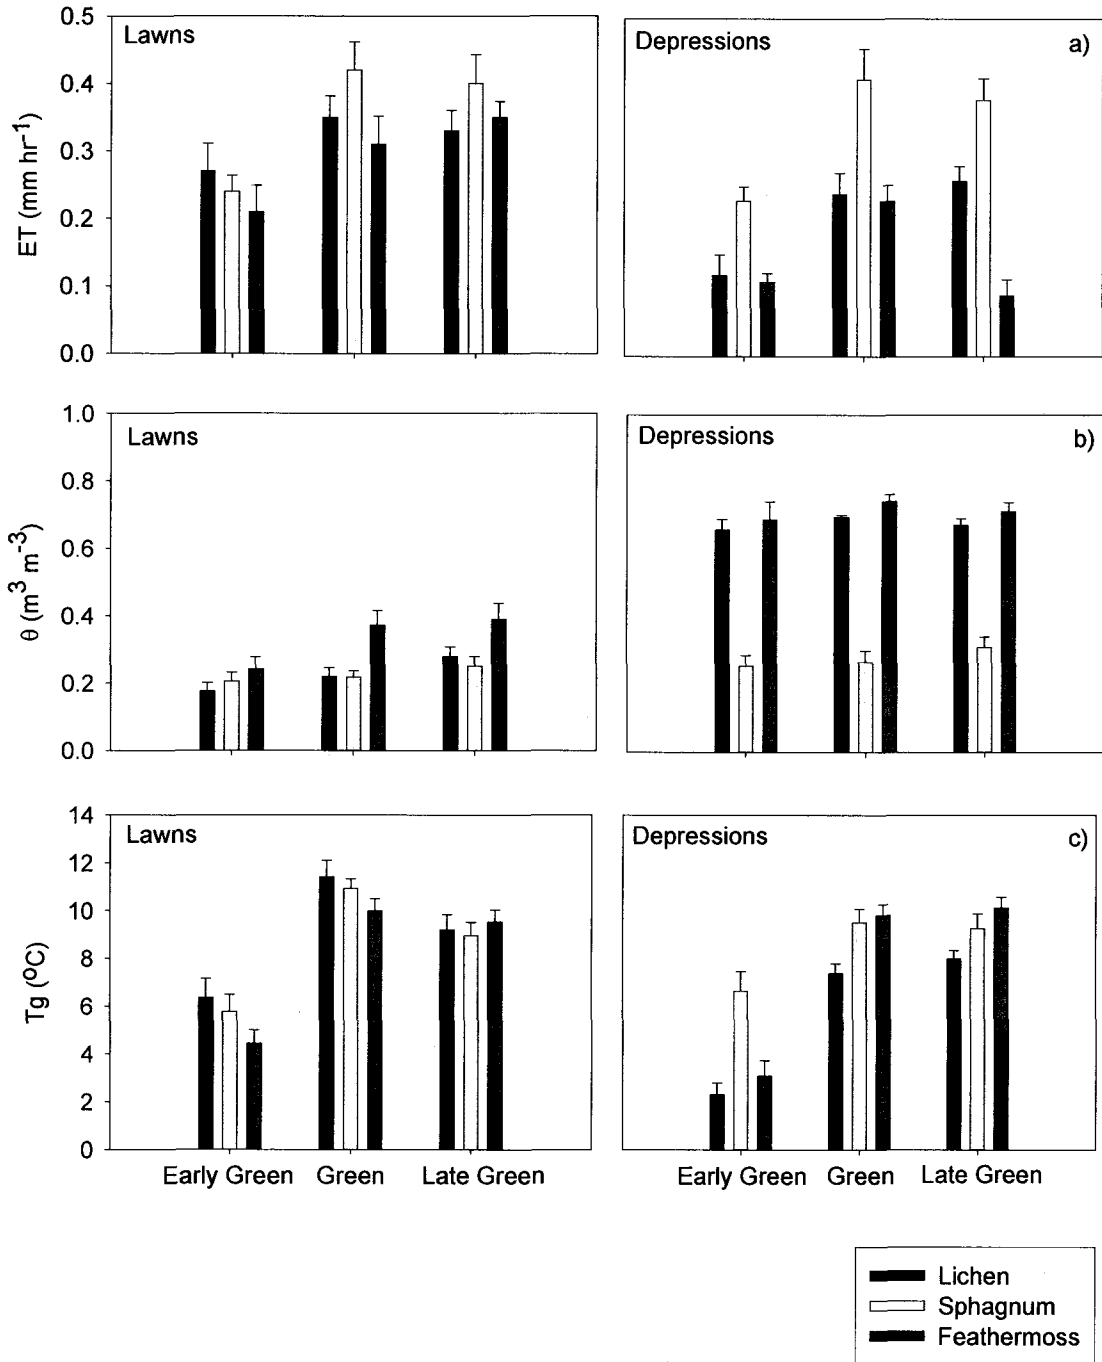 0.5
Lawns
Depressions
a)
0.4
0.3
0.2
0.1
0.0
ET (mm hr-1)
1.0
Lawns
Depressions
b)
0.8
0.6
0.4
0.2
0.0
θ (m3 m-3)
14
Lawns
Depressions
c)
12
10
8
6
4
2
0
Tg (oC)
Early Green Green Late Green
Early Green Green Late Green
Lichen
Sphagnum
Feathermoss